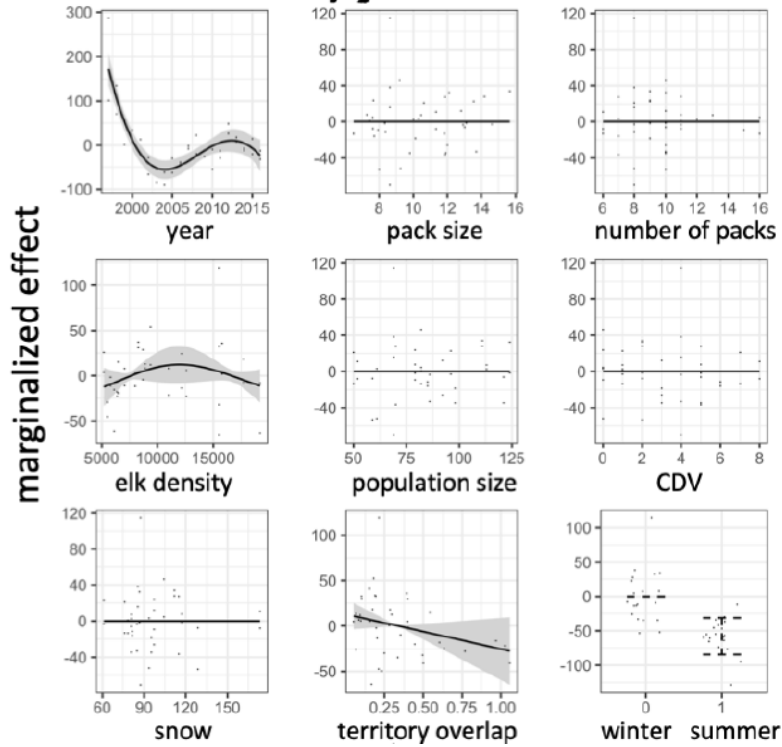 300
200
100
0
-100
2000 2005 2010 2015
year
120
80
40
0
-40
8 10 12 14 16
pack size
120
80
40
0
-40
6 8 10 12 14 16
number of packs
marginalized effect
100
50
0
-50
5000 10000 15000
elk density
120
80
40
0
-40
50 75 100 125
population size
120
80
40
0
-40
0 2 4 6 8
CDV
120
80
40
0
-40
60 90 120 150
snow
100
50
0
-50
0.25 0.50 0.75 1.00
territory overlap
100
50
0
-50
-100
0 1
winter summer